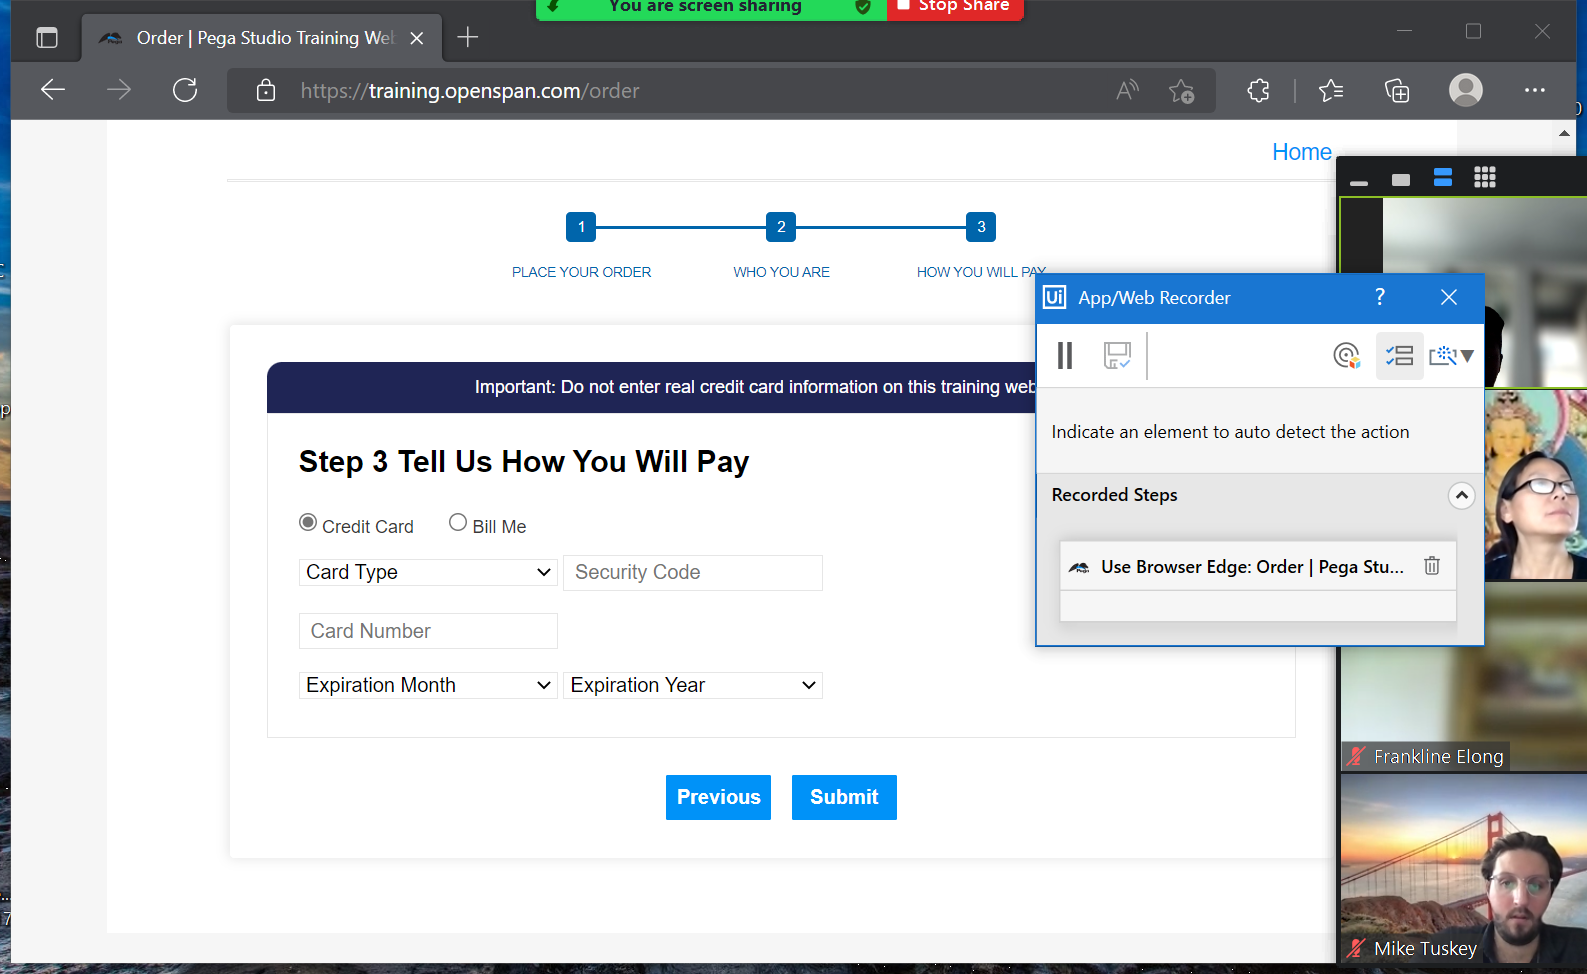 You are screen sharing
Stop Share
Order | Pega Studio Training Web
https://training.openspan.com/order
Home
1
2
3
PLACE YOUR ORDER
WHO YOU ARE
HOW YOU WILL PAY
Ui App/Web Recorder ?
Important: Do not enter real credit card information on this training web
Indicate an element to auto detect the action
Step 3 Tell Us How You Will Pay
Recorded Steps
Credit Card
Bill Me
Card Type
Security Code
Use Browser Edge: Order | Pega Stu...
Card Number
Expiration Month
Expiration Year
Frankline Elong
Previous
Submit
Mike Tuskey